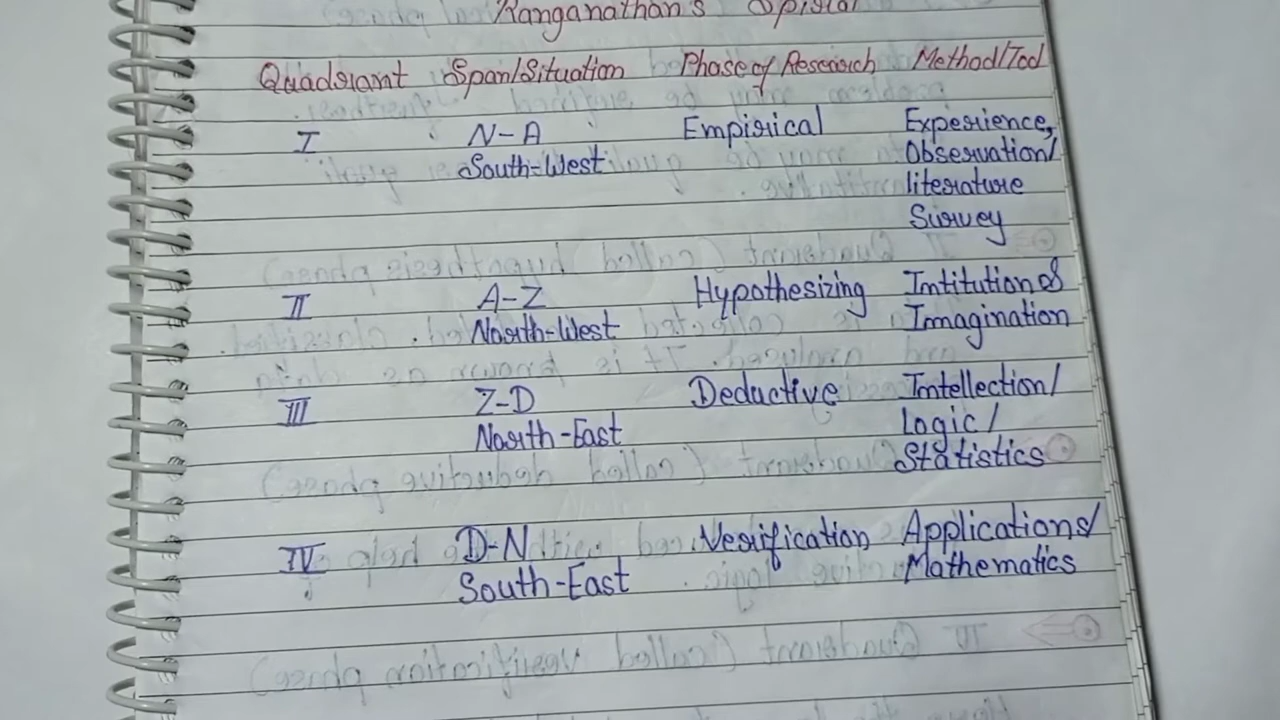 Ranganathan's Spiral
Quadrant Span/Situation Phase of Research Method/Tool
I N-A Empirical Experience,
South-West Observation/
literature
Survey
II A-Z Hypothesizing Intitution &
North-West Imagination
III Z-D Deductive Intellection/
North-East Logic/
Statistics
IV D-N Verification Applications/
South-East Mathematics